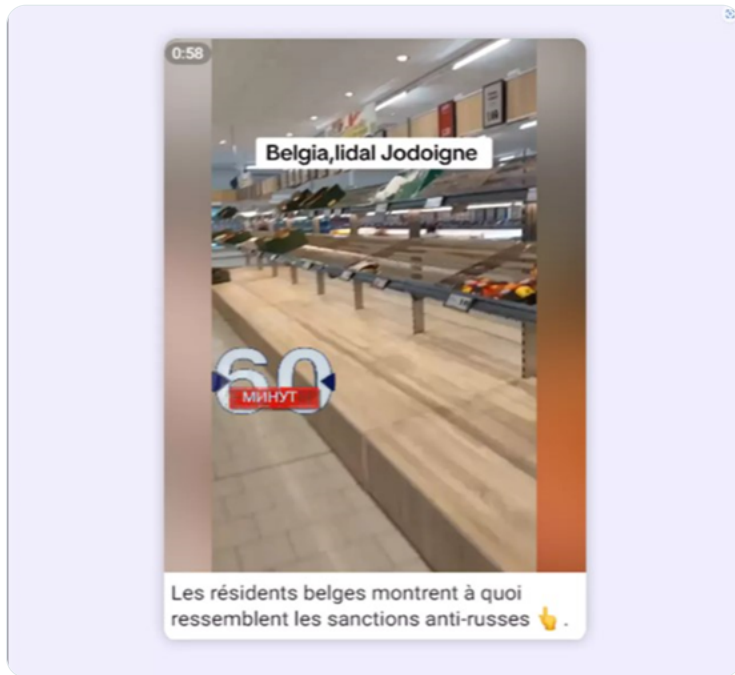 0:58
Belgia,lidal Jodoigne
60
МИНУТ
Les résidents belges montrent à quoi
ressemblent les sanctions anti-russes 👆 .